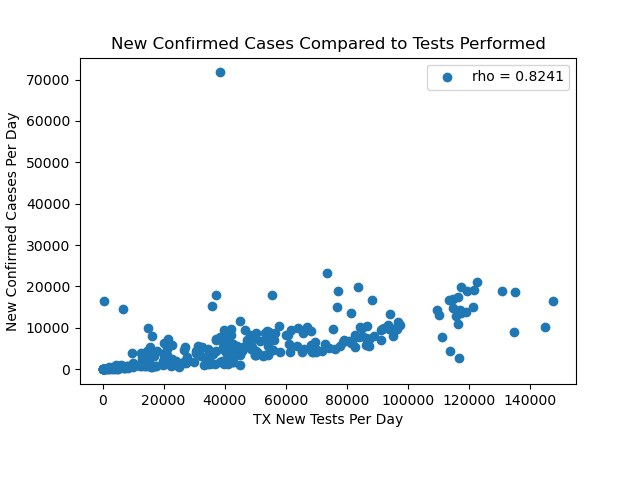 New Confirmed Cases Compared to Tests Performed
rho = 0.8241
70000
60000
50000
40000
30000
20000
10000
0
New Confirmed Caeses Per Day
0 20000 40000 60000 80000 100000 120000 140000
TX New Tests Per Day